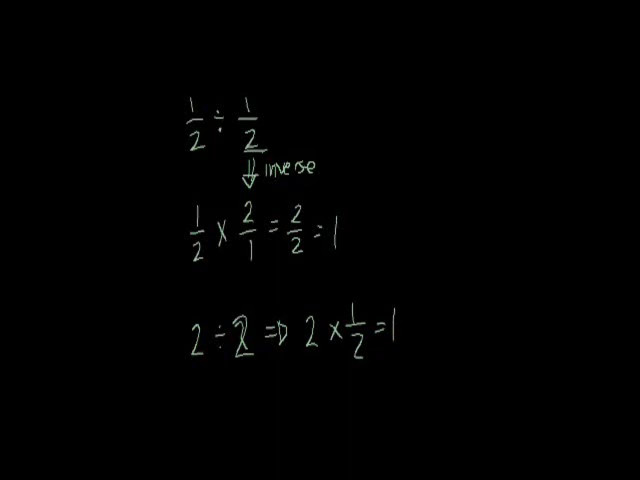 1/2 ÷ 1/2
⇓ inverse
1/2 × 2/1 = 2/2 = 1
2 ÷ 2 ⇒ 2 × 1/2 = 1